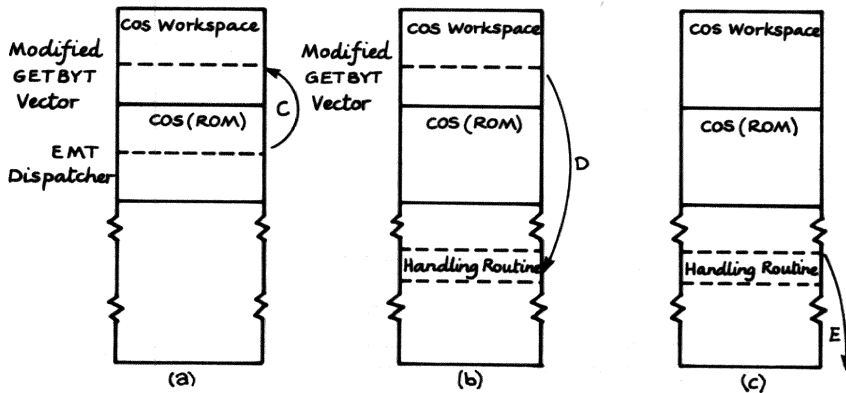 COS Workspace
Modified
GETBYT
Vector
C
COS (ROM)
EMT
Dispatcher
(a)
COS Workspace
Modified
GETBYT
Vector
COS (ROM)
D
Handling Routine
(b)
COS Workspace
COS (ROM)
Handling Routine
E
(c)